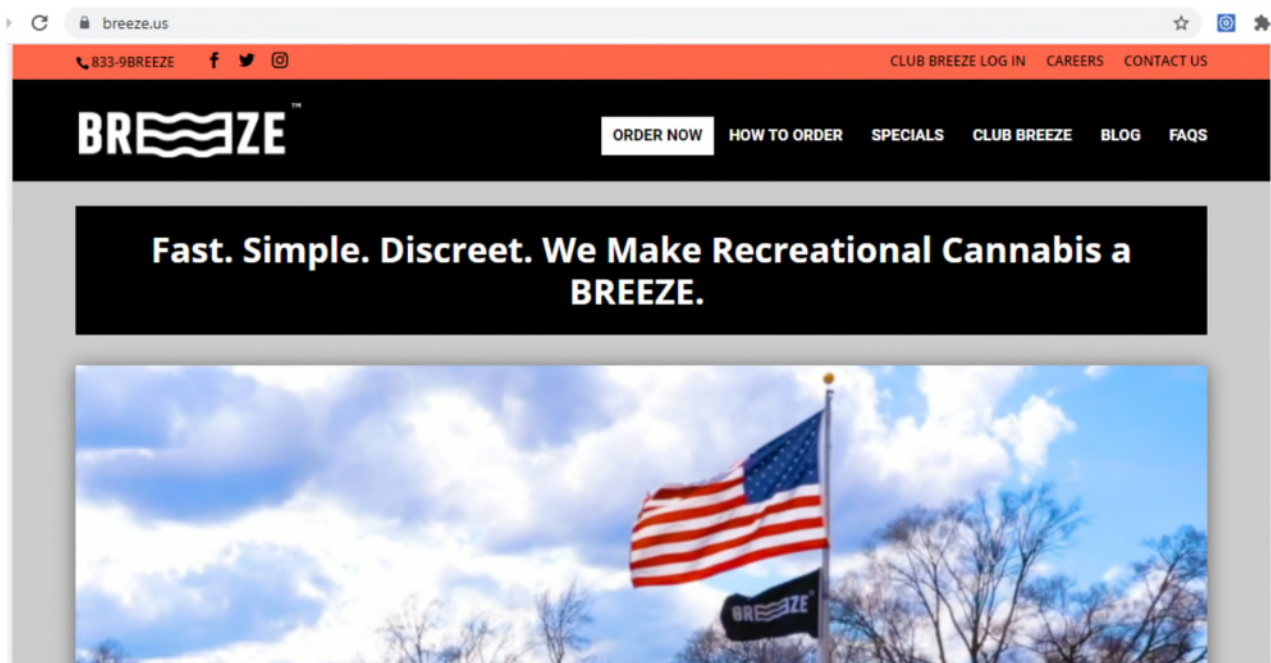 breeze.us
833-9BREEZE
CLUB BREEZE LOG IN CAREERS CONTACT US
BREEZE™
ORDER NOW HOW TO ORDER SPECIALS CLUB BREEZE BLOG FAQS
Fast. Simple. Discreet. We Make Recreational Cannabis a
BREEZE.
BREEZE